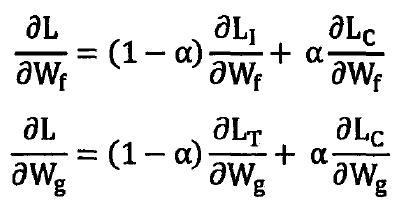 ∂L/∂W_f = (1 − α) ∂L_I/∂W_f + α ∂L_C/∂W_f
∂L/∂W_g = (1 − α) ∂L_T/∂W_g + α ∂L_C/∂W_g